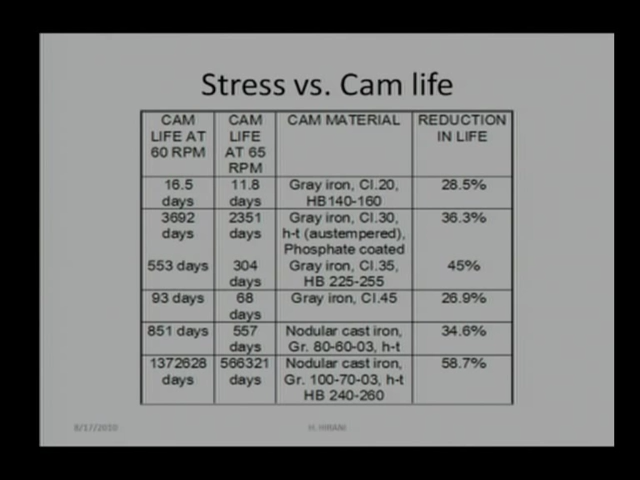 Stress vs. Cam life
CAM LIFE AT 60 RPM | CAM LIFE AT 65 RPM | CAM MATERIAL | REDUCTION IN LIFE
16.5 days | 11.8 days | Gray iron, Cl.20, HB140-160 | 28.5%
3692 days | 2351 days | Gray iron, Cl.30, h-t (austempered), Phosphate coated | 36.3%
553 days | 304 days | Gray iron, Cl.35, HB 225-255 | 45%
93 days | 68 days | Gray iron, Cl.45 | 26.9%
851 days | 557 days | Nodular cast iron, Gr. 80-60-03, h-t | 34.6%
1372628 days | 566321 days | Nodular cast iron, Gr. 100-70-03, h-t HB 240-260 | 58.7%
8/17/2010 H. HIRANI